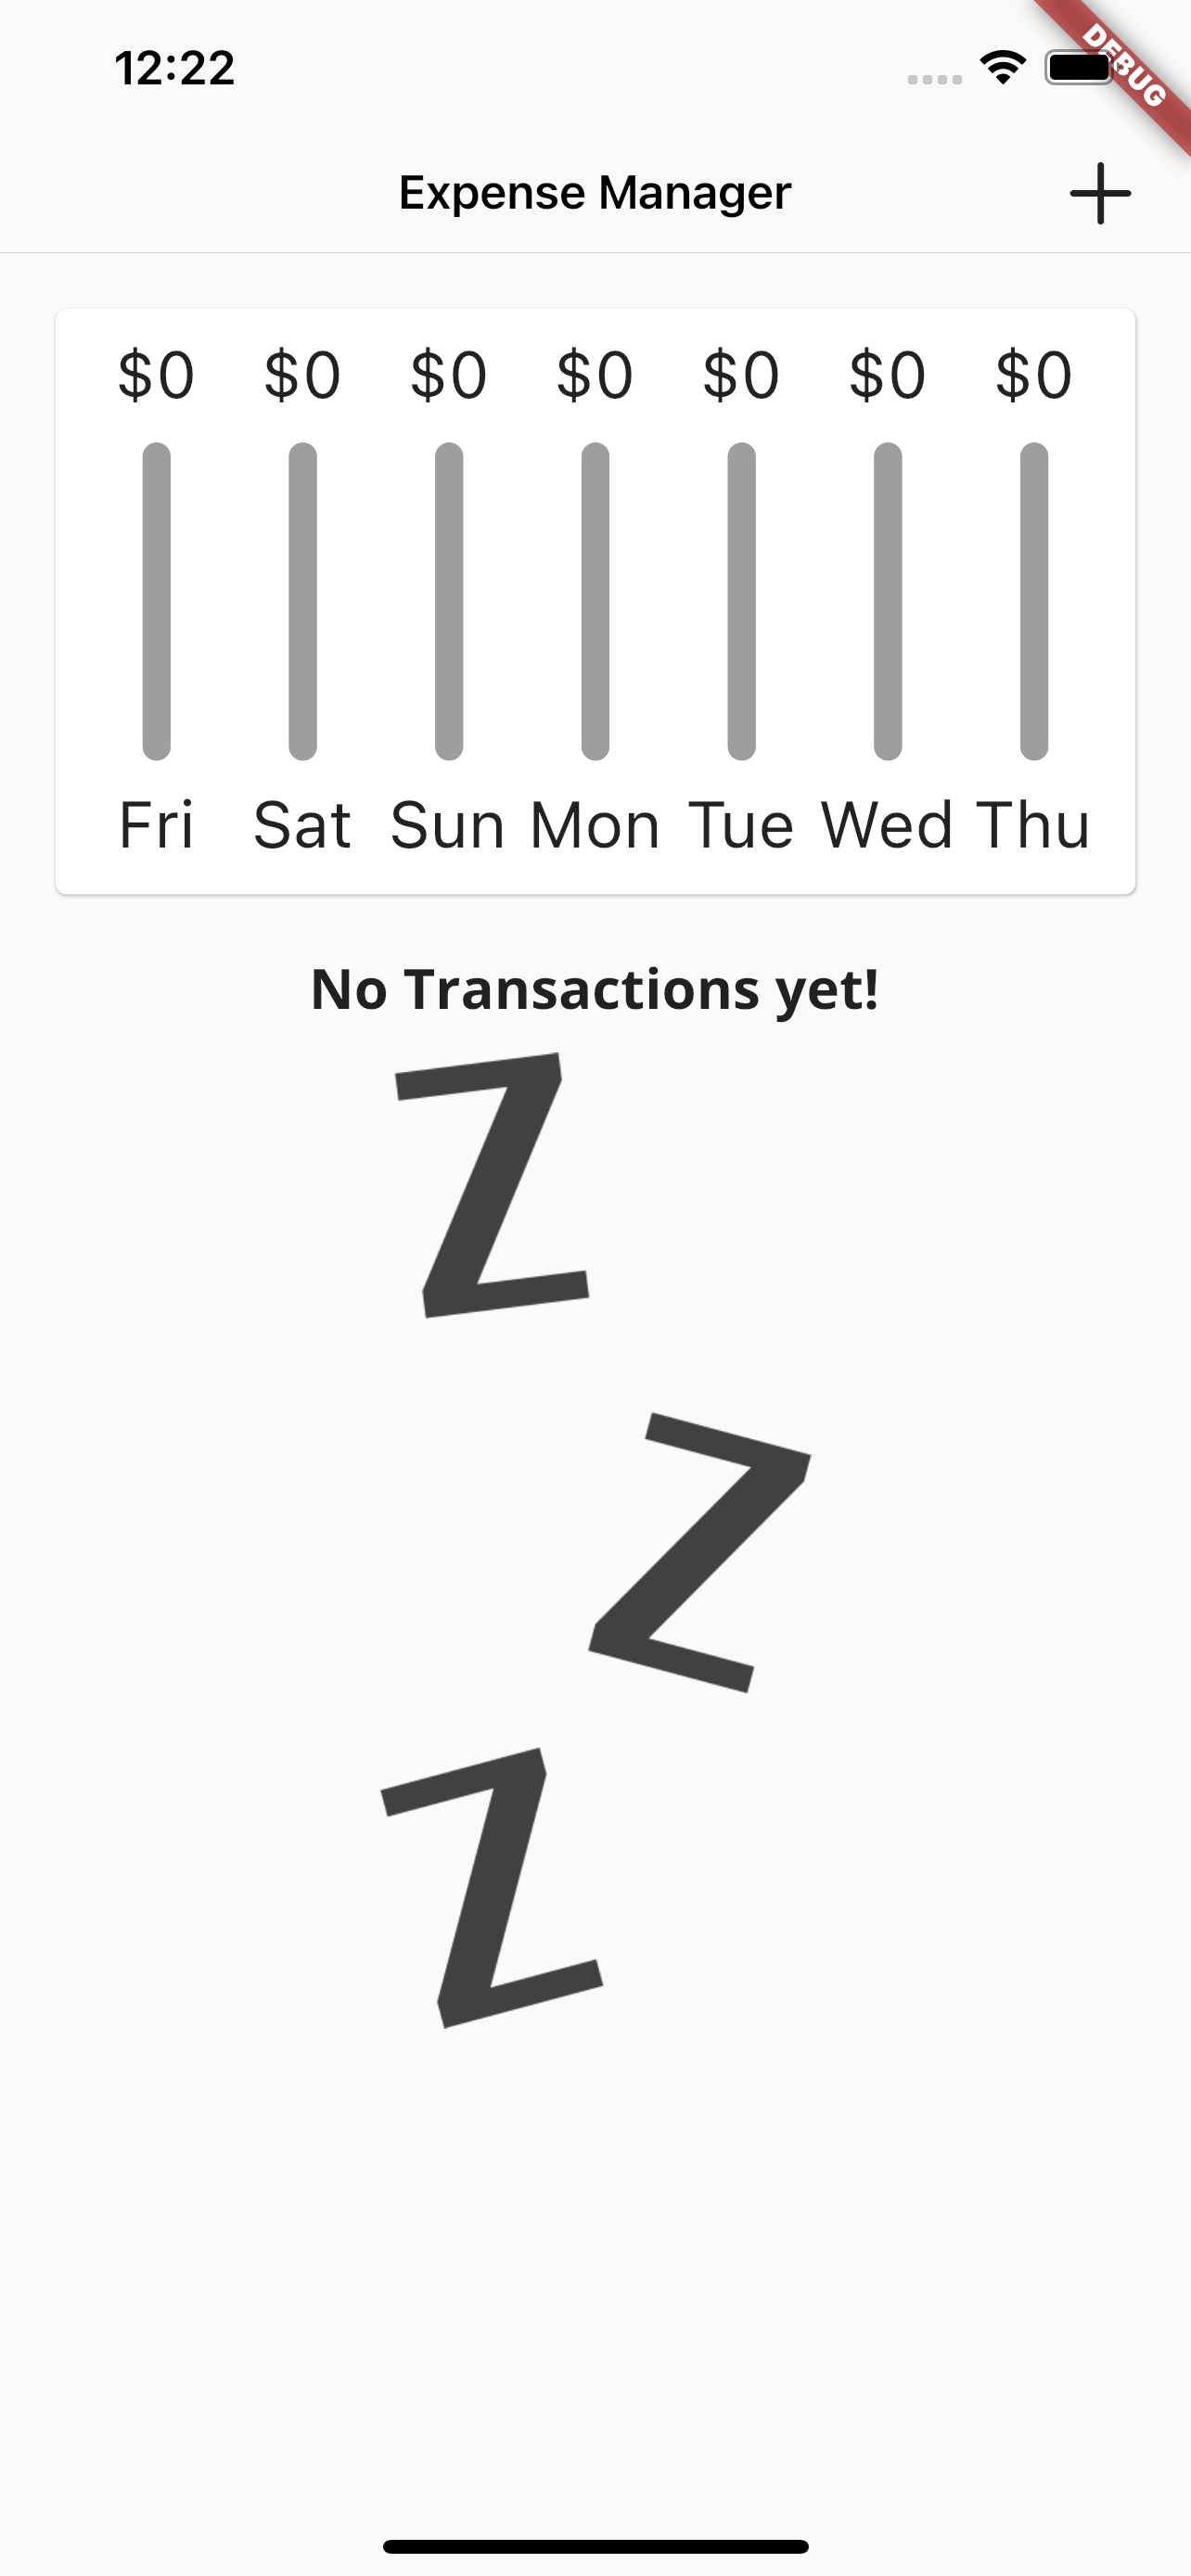 12:22
DEBUG
Expense Manager
$0 $0 $0 $0 $0 $0 $0
Fri Sat Sun Mon Tue Wed Thu
No Transactions yet!
Z
Z
Z